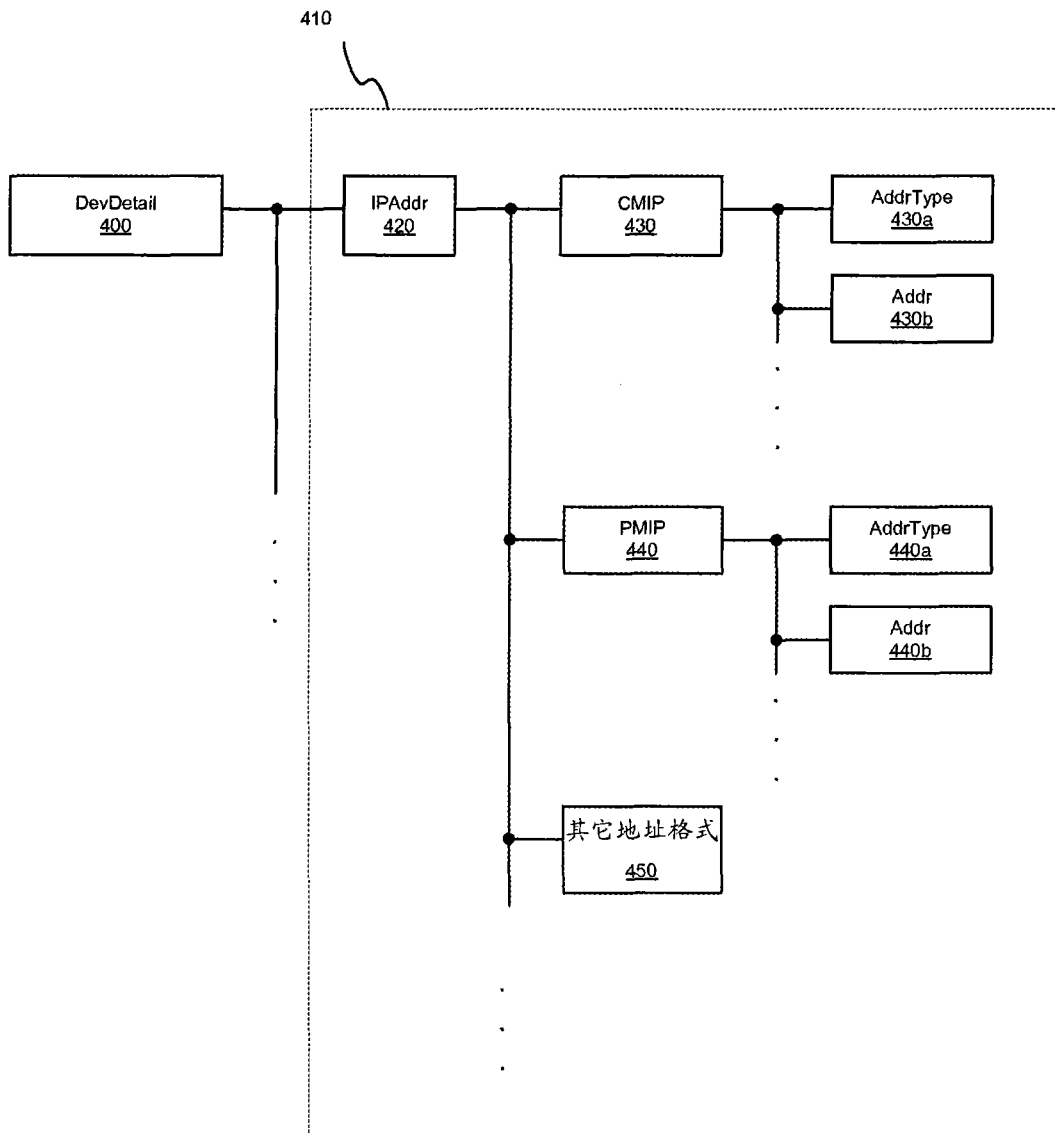 410
DevDetail
400
IPAddr
420
CMIP
430
AddrType
430a
Addr
430b
PMIP
440
AddrType
440a
Addr
440b
其它地址格式
450